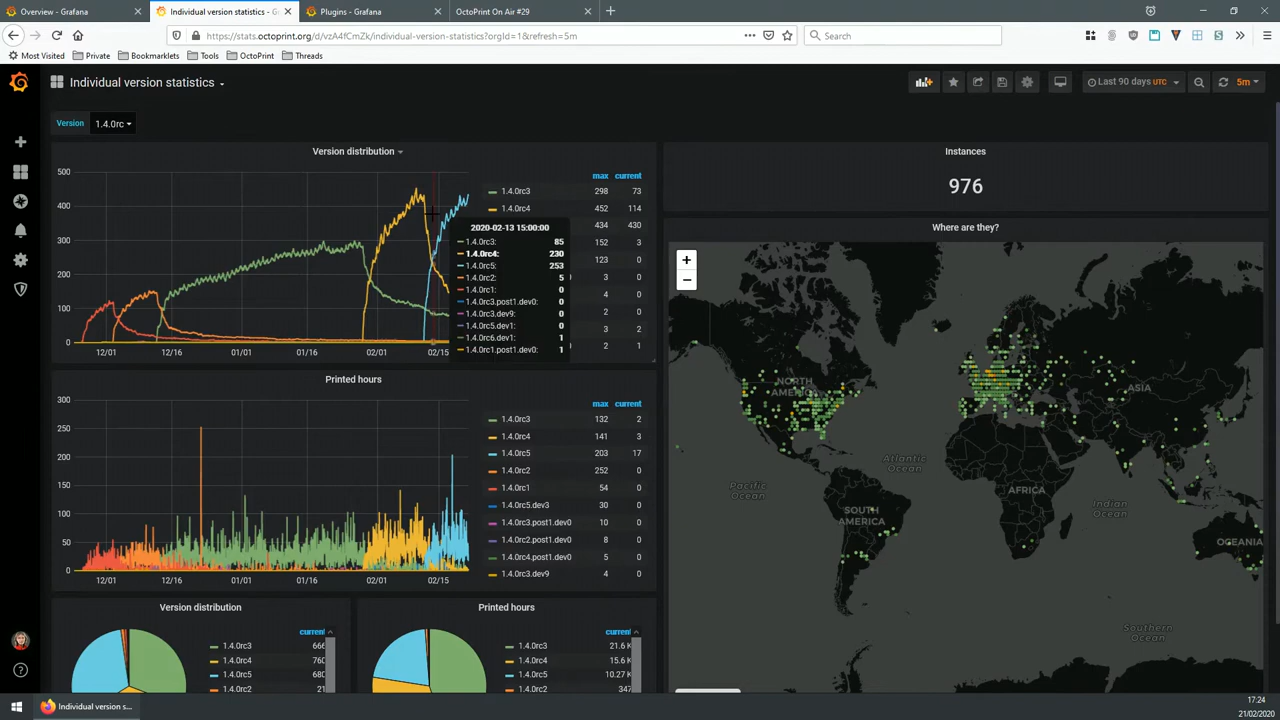 Overview - Grafana
Individual version statistics - G
Plugins - Grafana
OctoPrint On Air #29
https://stats.octoprint.org/d/vzA4fCmZk/individual-version-statistics?orgId=1&refresh=5m
Search
Most Visited
Private
Bookmarklets
Tools
OctoPrint
Threads
Individual version statistics
Last 90 days UTC
5m
Version
1.4.0rc
Version distribution
500
400
300
200
100
0
12/01
12/16
01/01
01/16
02/01
02/15
max current
1.4.0rc3 298 73
1.4.0rc4 452 114
434 430
152 3
123 0
3 0
4 0
2 0
3 2
2 1
2020-02-13 15:00:00
1.4.0rc3: 85
1.4.0rc4: 230
1.4.0rc5: 253
1.4.0rc2: 5
1.4.0rc1: 0
1.4.0rc3.post1.dev0: 0
1.4.0rc3.dev9: 0
1.4.0rc5.dev1: 0
1.4.0rc6.dev1: 1
1.4.0rc1.post1.dev0: 1
Instances
976
Where are they?
+
−
NORTH
AMERICA
ASIA
Atlantic
Ocean
Pacific
Ocean
AFRICA
Indian
Ocean
SOUTH
AMERICA
OCEANIA
Southern
Ocean
Printed hours
300
250
200
150
100
50
0
12/01
12/16
01/01
01/16
02/01
02/15
max current
1.4.0rc3 132 2
1.4.0rc4 141 3
1.4.0rc5 203 17
1.4.0rc2 252 0
1.4.0rc1 54 0
1.4.0rc5.dev3 30 0
1.4.0rc3.post1.dev0 10 0
1.4.0rc2.post1.dev0 8 0
1.4.0rc4.post1.dev0 5 0
1.4.0rc3.dev9 4 0
Version distribution
current
1.4.0rc3 666
1.4.0rc4 760
1.4.0rc5 680
1.4.0rc2 21
Printed hours
current
1.4.0rc3 21.6 K
1.4.0rc4 15.6 K
1.4.0rc5 10.27 K
1.4.0rc2 347
Individual version s...
17:24
21/02/2020